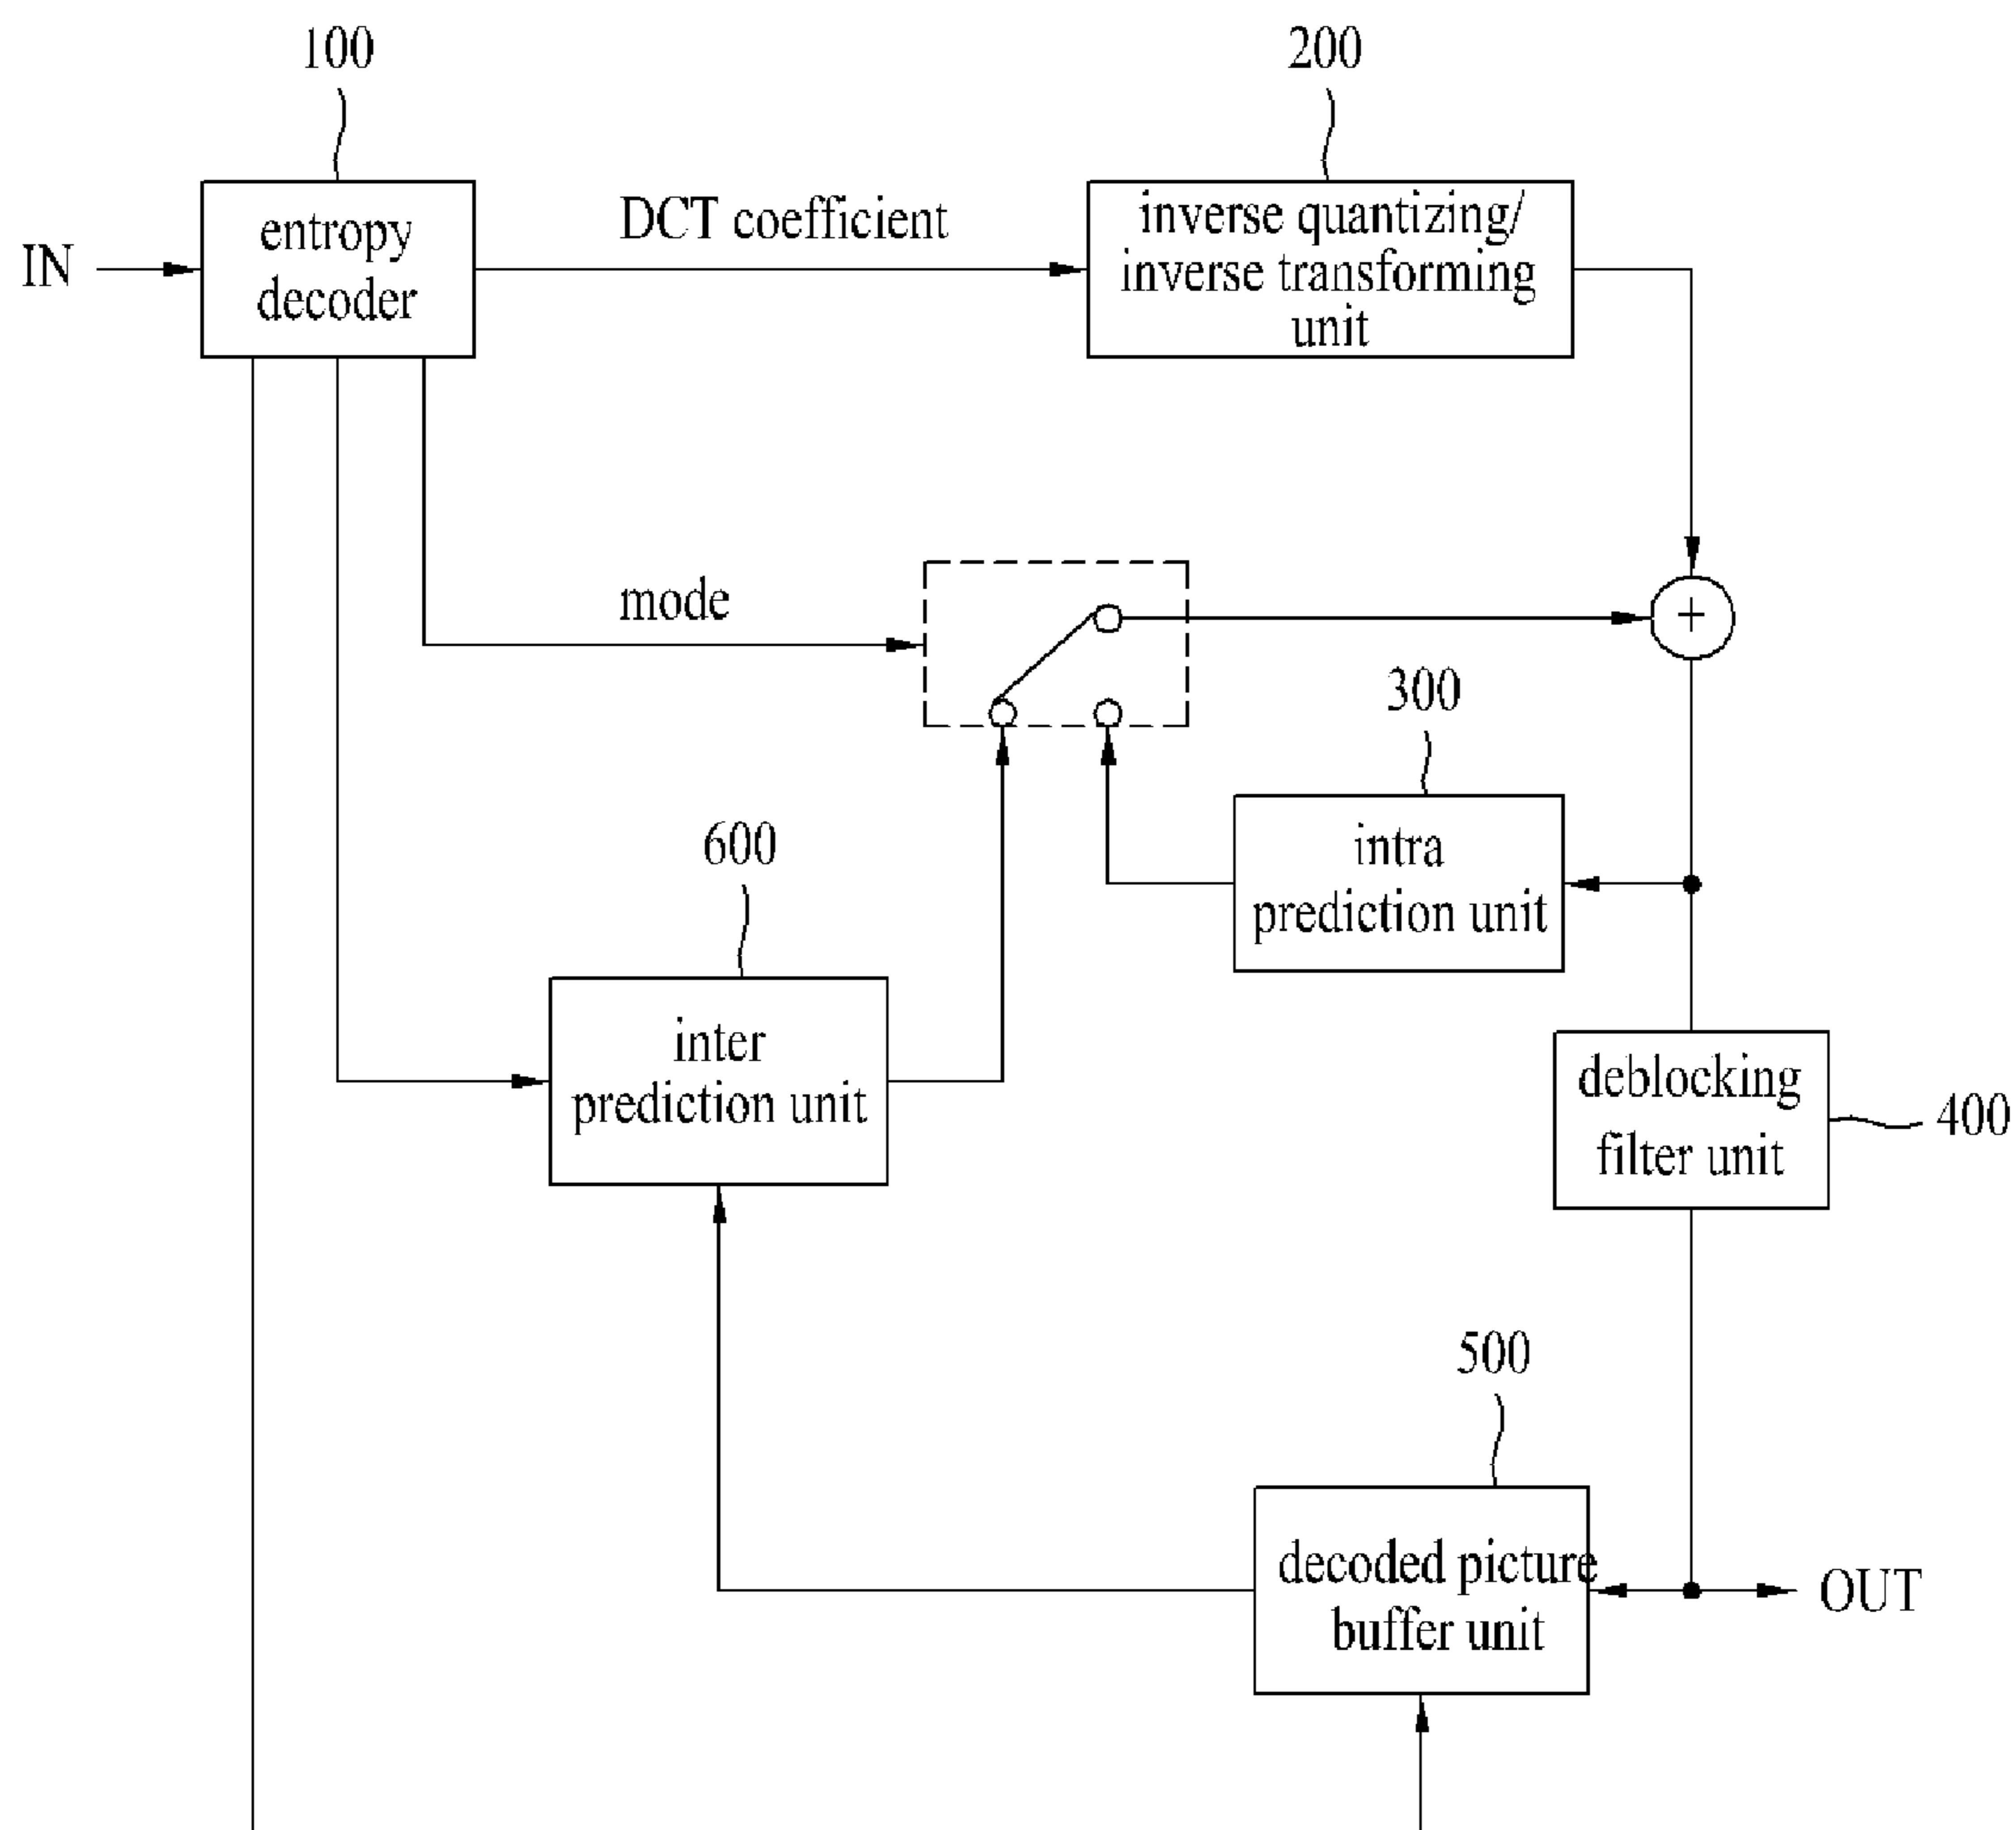 100
200
IN
entropy
decoder
DCT coefficient
inverse quantizing/
inverse transforming
unit
mode
+
300
600
intra
prediction unit
inter
prediction unit
deblocking
filter unit
400
500
decoded picture
buffer unit
OUT